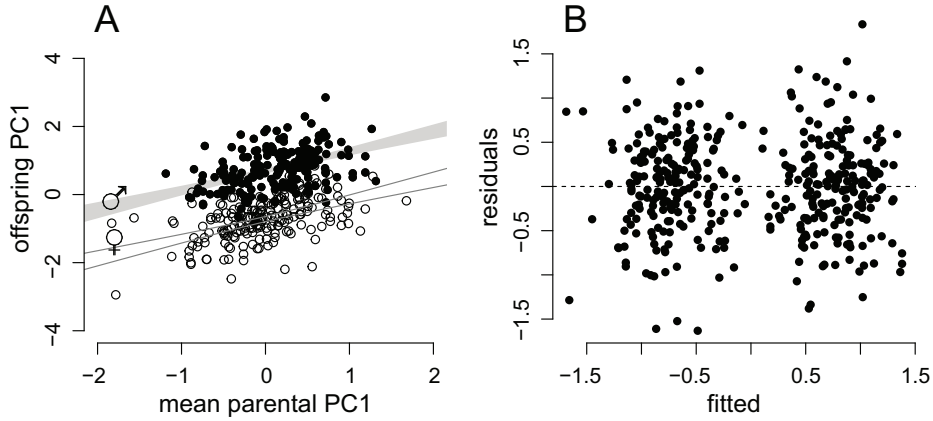 A
offspring PC1
4
2
0
−2
−4
♂
♀
−2 −1 0 1 2
mean parental PC1
B
residuals
1.5
0.5
−0.5
−1.5
−1.5 −0.5 0.5 1.5
fitted